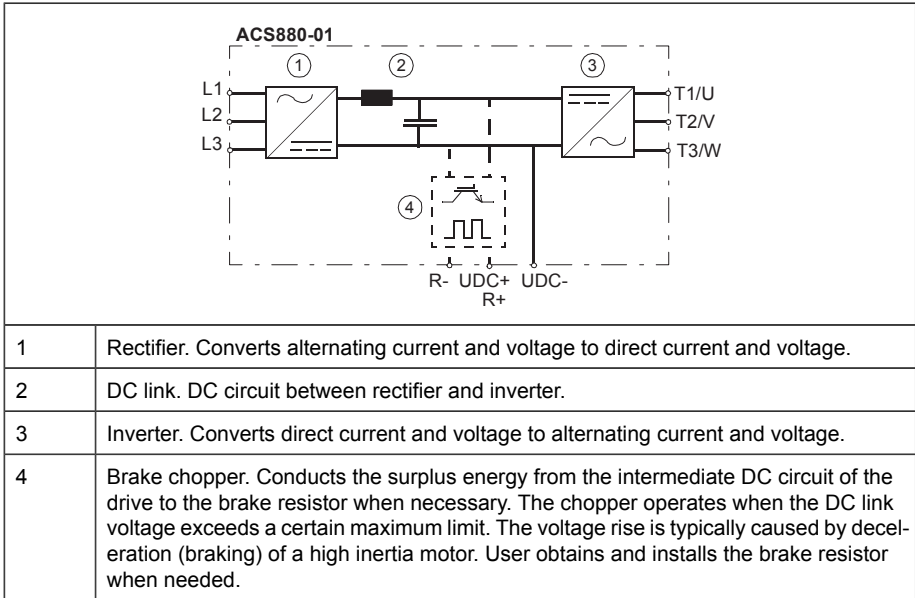 ACS880-01
1 2 3
L1 T1/U
L2 T2/V
L3 T3/W
4
R- UDC+ UDC-
R+
1 Rectifier. Converts alternating current and voltage to direct current and voltage.
2 DC link. DC circuit between rectifier and inverter.
3 Inverter. Converts direct current and voltage to alternating current and voltage.
4 Brake chopper. Conducts the surplus energy from the intermediate DC circuit of the
drive to the brake resistor when necessary. The chopper operates when the DC link
voltage exceeds a certain maximum limit. The voltage rise is typically caused by decel-
eration (braking) of a high inertia motor. User obtains and installs the brake resistor
when needed.